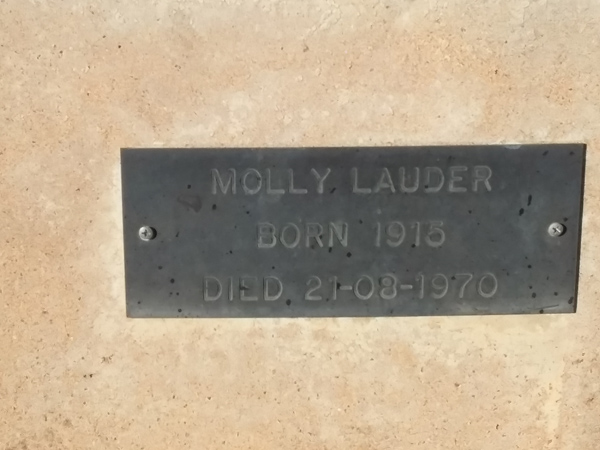 MOLLY LAUDER
BORN 1915
DIED 21-08-1970